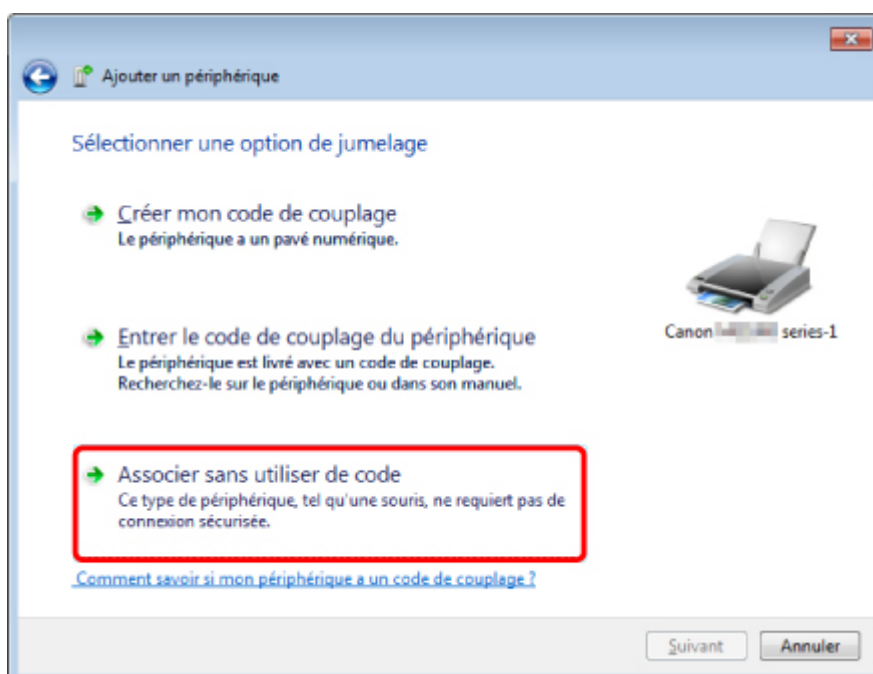 Ajouter un périphérique
Sélectionner une option de jumelage
Créer mon code de couplage
Le périphérique a un pavé numérique.
Entrer le code de couplage du périphérique
Le périphérique est livré avec un code de couplage.
Recherchez-le sur le périphérique ou dans son manuel.
Canon series-1
Associer sans utiliser de code
Ce type de périphérique, tel qu'une souris, ne requiert pas de
connexion sécurisée.
Comment savoir si mon périphérique a un code de couplage ?
Suivant
Annuler